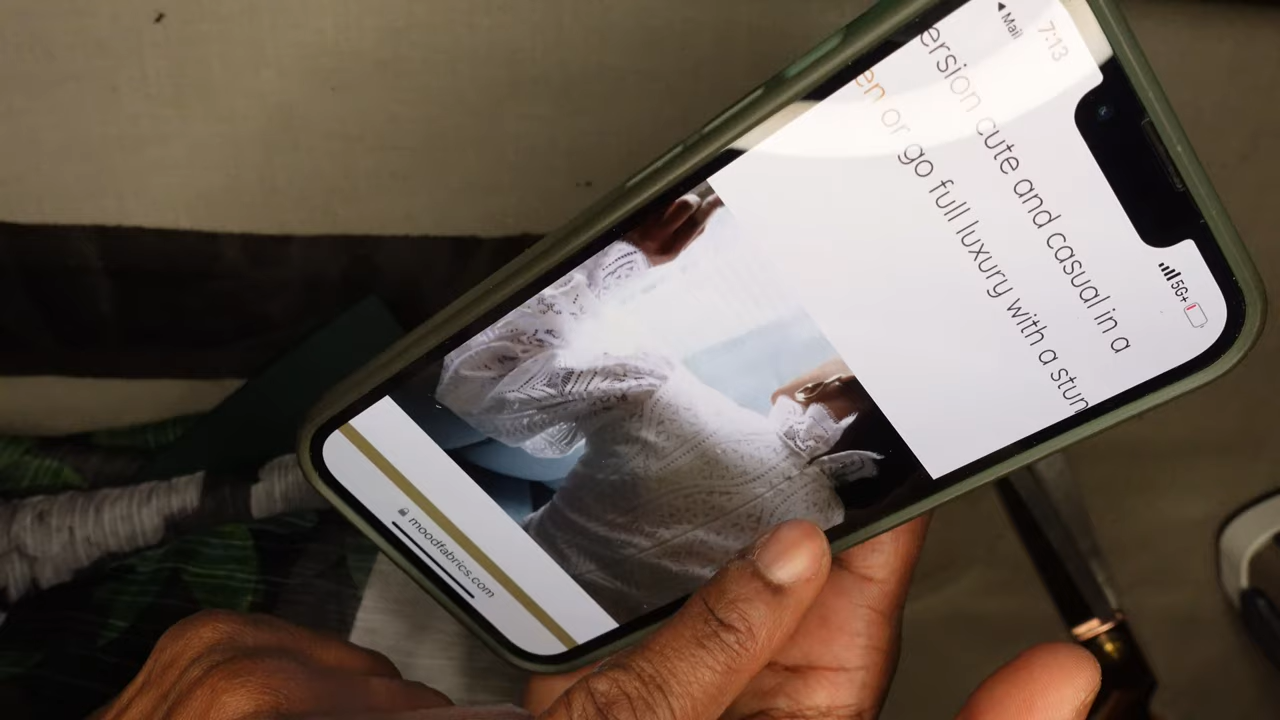 7:13
Mail
5G+
ersion cute and casual in a
en or go full luxury with a stun
moodfabrics.com